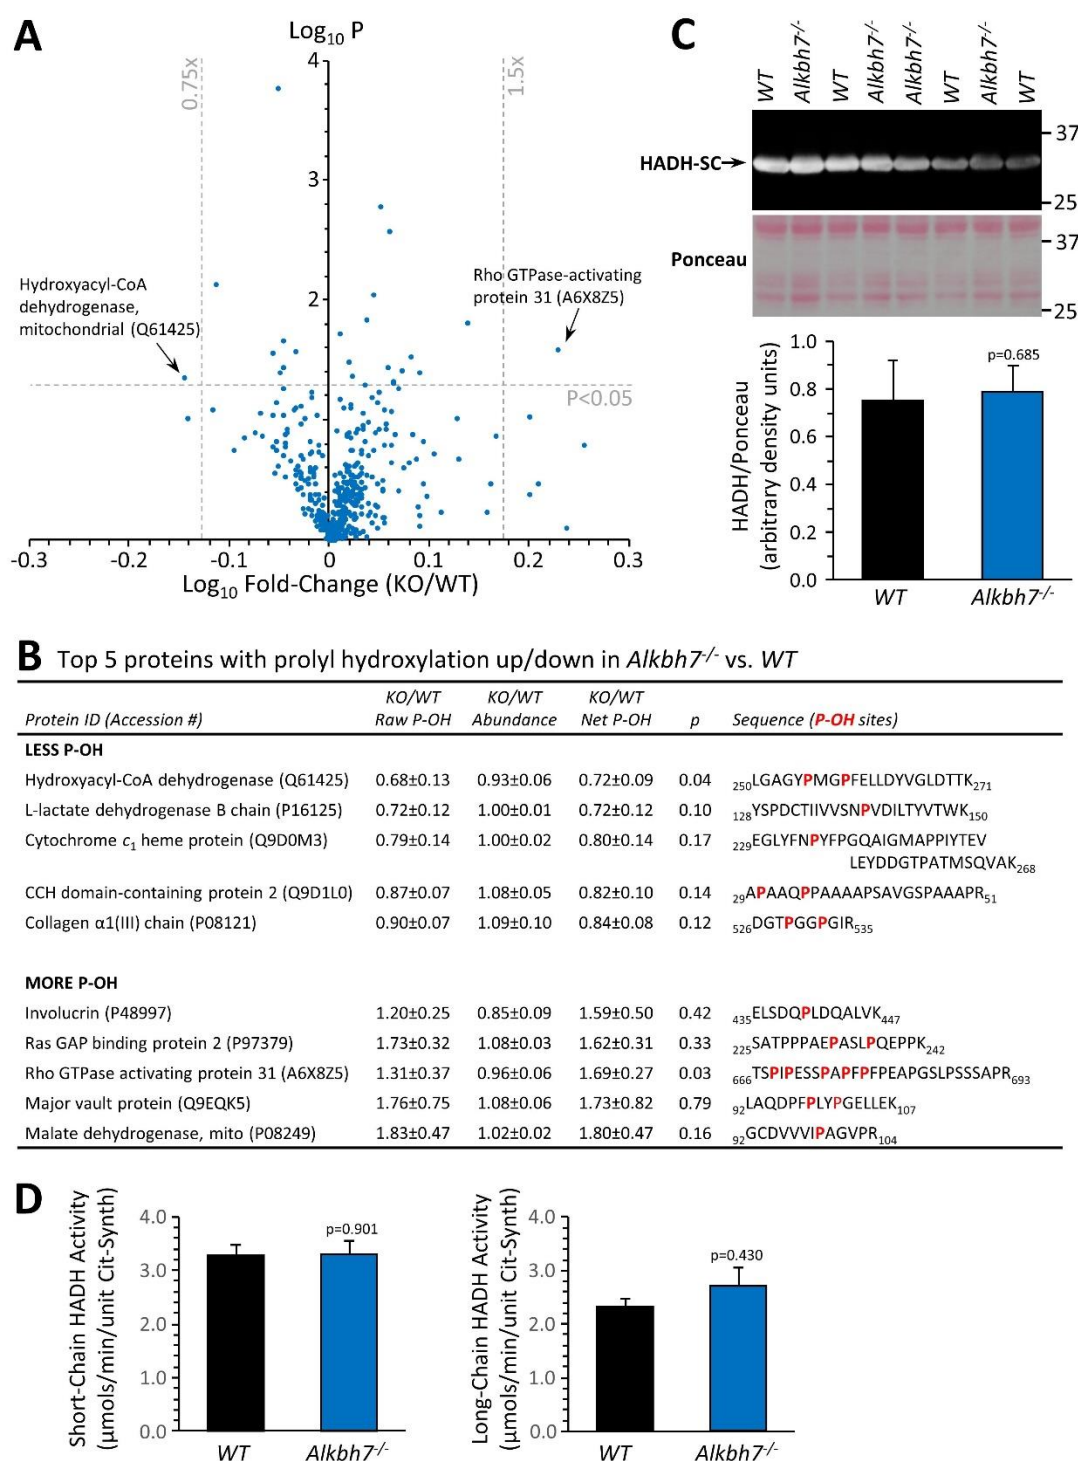 A
Log10 P
4
3
2
1
0.75x
1.5x
Hydroxyacyl-CoA
dehydrogenase,
mitochondrial (Q61425)
Rho GTPase-activating
protein 31 (A6X8Z5)
P<0.05
-0.3 -0.2 -0.1 0 0.1 0.2 0.3
Log10 Fold-Change (KO/WT)
C
WT Alkbh7-/- WT Alkbh7-/- Alkbh7-/- WT Alkbh7-/- WT
HADH-SC
37
25
Ponceau
37
25
HADH/Ponceau
(arbitrary density units)
1.0
0.8
0.6
0.4
0.2
0.0
p=0.685
WT Alkbh7-/-
B Top 5 proteins with prolyl hydroxylation up/down in Alkbh7-/- vs. WT
KO/WT KO/WT KO/WT
Protein ID (Accession #) Raw P-OH Abundance Net P-OH p Sequence (P-OH sites)
LESS P-OH
Hydroxyacyl-CoA dehydrogenase (Q61425) 0.68±0.13 0.93±0.06 0.72±0.09 0.04 250LGAGYPMGPFELLDYVGLDTTK271
L-lactate dehydrogenase B chain (P16125) 0.72±0.12 1.00±0.01 0.72±0.12 0.10 128YSPDCTIIVVSNPVDILTYVTWK150
Cytochrome c1 heme protein (Q9D0M3) 0.79±0.14 1.00±0.02 0.80±0.14 0.17 229EGLYFNPYFPGQAIGMAPPIYTEV
LEYDDGTPATMSQVAK268
CCH domain-containing protein 2 (Q9D1L0) 0.87±0.07 1.08±0.05 0.82±0.10 0.14 29APAAQPPAAAAPSAVGSPAAAPR51
Collagen α1(III) chain (P08121) 0.90±0.07 1.09±0.10 0.84±0.08 0.12 526DGTPGGPGIR535
MORE P-OH
Involucrin (P48997) 1.20±0.25 0.85±0.09 1.59±0.50 0.42 435ELSDQPLDQALVK447
Ras GAP binding protein 2 (P97379) 1.73±0.32 1.08±0.03 1.62±0.31 0.33 225SATPPPAEPASLPQEPPK242
Rho GTPase activating protein 31 (A6X8Z5) 1.31±0.37 0.96±0.06 1.69±0.27 0.03 666TSPIPESSPAPFPFPEAPGSLPSSSAPR693
Major vault protein (Q9EQK5) 1.76±0.75 1.08±0.06 1.73±0.82 0.79 92LAQDPFPLYPGELLEK107
Malate dehydrogenase, mito (P08249) 1.83±0.47 1.02±0.02 1.80±0.47 0.16 92GCDVVVIPAGVPR104
D
Short-Chain HADH Activity
(µmols/min/unit Cit-Synth)
4.0
3.0
2.0
1.0
0.0
p=0.901
WT Alkbh7-/-
Long-Chain HADH Activity
(µmols/min/unit Cit-Synth)
4.0
3.0
2.0
1.0
0.0
p=0.430
WT Alkbh7-/-